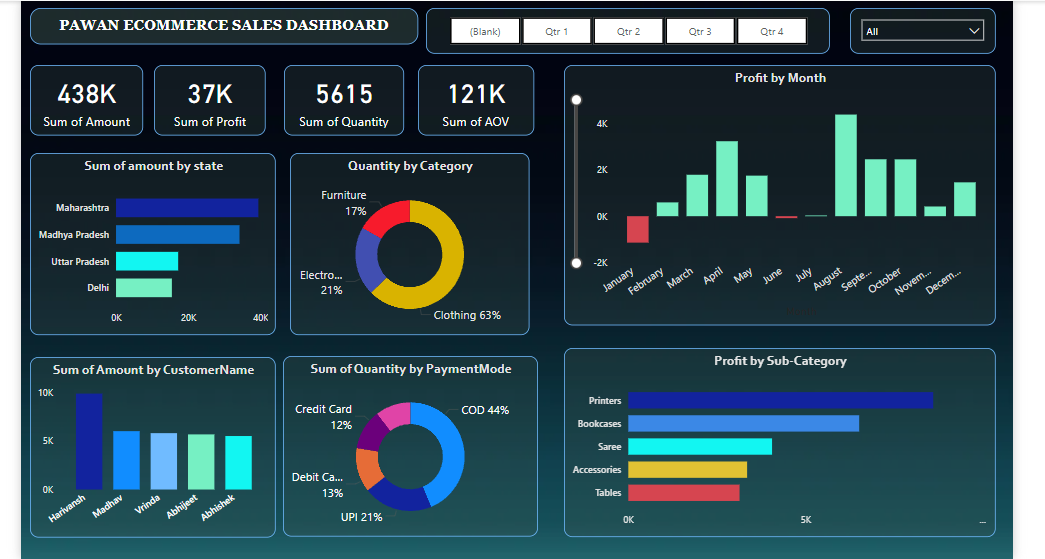 PAWAN ECOMMERCE SALES DASHBOARD
(Blank)
Qtr 1
Qtr 2
Qtr 3
Qtr 4
All
438K
Sum of Amount
37K
Sum of Profit
5615
Sum of Quantity
121K
Sum of AOV
Profit by Month
4K
2K
0K
-2K
January
February
March
April
May
June
July
August
Septe...
October
Novem...
Decem...
Sum of amount by state
Maharashtra
Madhya Pradesh
Uttar Pradesh
Delhi
0K
20K
40K
Quantity by Category
Furniture
17%
Electro...
21%
Clothing 63%
Sum of Amount by CustomerName
10K
5K
0K
Harivansh
Madhav
Vrinda
Abhijeet
Abhishek
Sum of Quantity by PaymentMode
Credit Card
12%
COD 44%
Debit Ca...
13%
UPI 21%
Profit by Sub-Category
Printers
Bookcases
Saree
Accessories
Tables
0K
5K
...